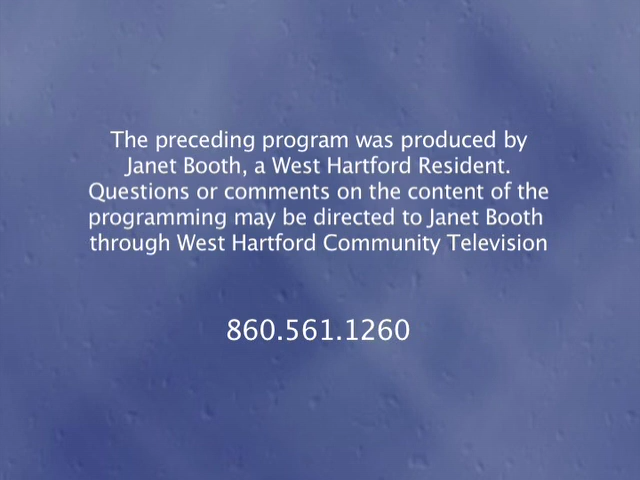 The preceding program was produced by
Janet Booth, a West Hartford Resident.
Questions or comments on the content of the
programming may be directed to Janet Booth
through West Hartford Community Television
860.561.1260